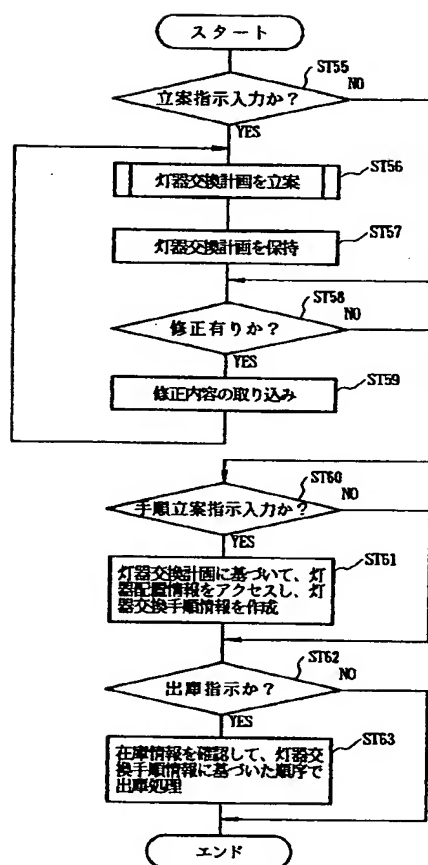 スタート
ST55
立案指示入力か?
NO
YES
ST56
灯器交換計画を立案
ST57
灯器交換計画を保持
ST58
修正有りか?
NO
YES
ST59
修正内容の取り込み
ST60
手順立案指示入力か?
NO
YES
ST61
灯器交換計画に基づいて、灯
器配置情報をアクセスし、灯
器交換手順情報を作成
ST62
出庫指示か?
NO
YES
ST63
在庫情報を確認して、灯器交
換手順情報に基づいた順序で
出庫処理
エンド